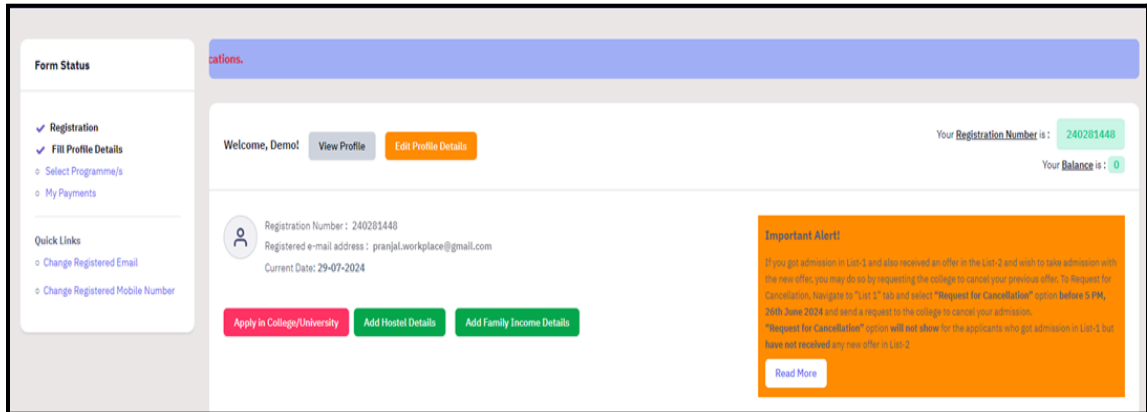 Form Status
cations.
Registration
Fill Profile Details
Select Programme/s
My Payments
Quick Links
Change Registered Email
Change Registered Mobile Number
Welcome, Demo!
View Profile
Edit Profile Details
Your Registration Number is : 240281448
Your Balance is : 0
Registration Number : 240281448
Registered e-mail address : pranjal.workplace@gmail.com
Current Date: 29-07-2024
Apply in College/University
Add Hostel Details
Add Family Income Details
Important Alert!
If you got admission in List-1 and also received an offer in the List-2 and wish to take admission with
the new offer, you may do so by requesting the college to cancel your previous offer. To Request for
Cancellation, Navigate to "List 1" tab and select "Request for Cancellation" option before 5 PM,
26th June 2024 and send a request to the college to cancel your admission.
"Request for Cancellation" option will not show for the applicants who got admission in List-1 but
have not received any new offer in List-2
Read More